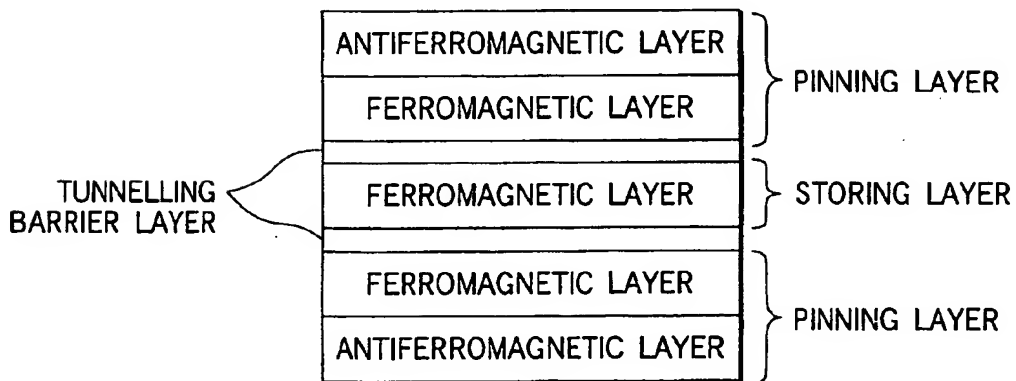 ANTIFERROMAGNETIC LAYER
FERROMAGNETIC LAYER
PINNING LAYER
TUNNELLING
BARRIER LAYER
FERROMAGNETIC LAYER
STORING LAYER
FERROMAGNETIC LAYER
ANTIFERROMAGNETIC LAYER
PINNING LAYER